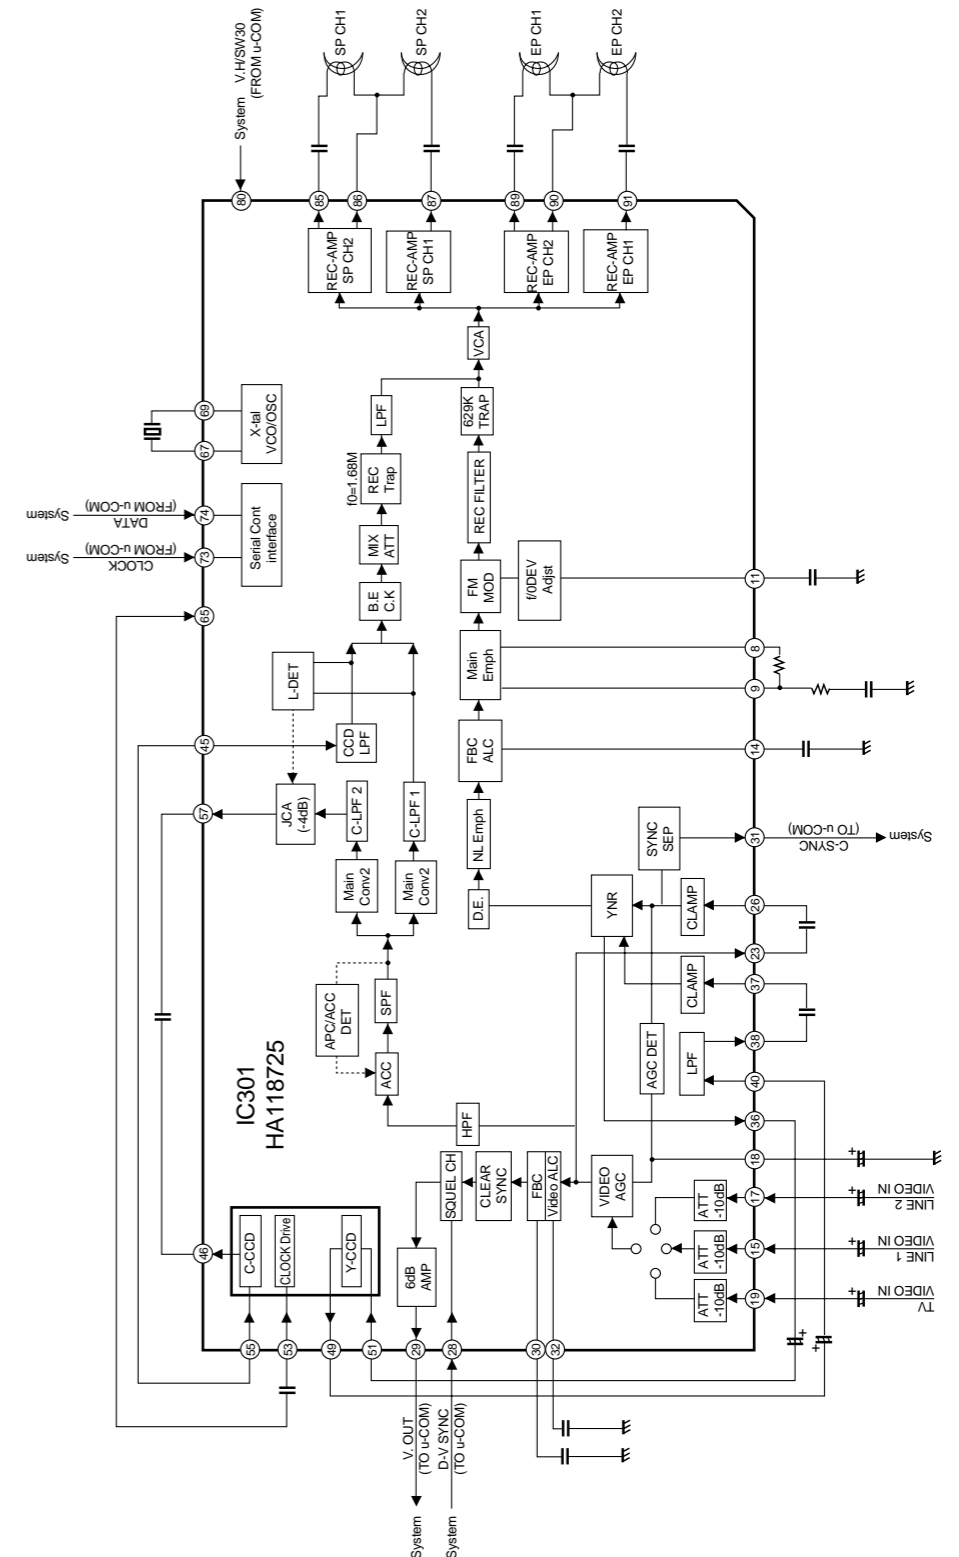 SP CH1
SP CH2
EP CH1
EP CH2
System V.H/SW30
(FROM u-COM)
80
85
86
87
89
90
91
REC-AMP
SP CH2
REC-AMP
SP CH1
REC-AMP
EP CH2
REC-AMP
EP CH1
VCA
69
67
X-tal
VCO/OSC
LPF
629K
TRAP
f0=1.68M
REC
Trap
REC FILTER
System
DATA
(FROM u-COM)
74
System
CLOCK
(FROM u-COM)
73
Serial Cont
interface
MIX
ATT
FM
MOD
f/0DEV
Adjst
11
65
B.E
C.K
Main
Emph
8
9
L-DET
45
CCD
LPF
FBC
ALC
14
57
JCA
(-4dB)
C-LPF 2
C-LPF 1
NL Emph
SYNC
SEP
31
C-SYNC
(TO u-COM)
System
Main
Conv2
Main
Conv2
D.E.
YNR
CLAMP
26
23
APC/ACC
DET
SPF
CLAMP
37
ACC
AGC DET
LPF
38
40
IC301
HA118725
HPF
36
18
SQUEL CH
CLEAR
SYNC
FBC
Video ALC
VIDEO
AGC
ATT
-10dB
17
LINE 2
VIDEO IN
ATT
-10dB
15
LINE 1
VIDEO IN
ATT
-10dB
19
TV
VIDEO IN
46
C-CCD
CLOCK Drive
Y-CCD
6dB
AMP
55
53
49
51
29
28
30
32
V. OUT
(TO u-COM)
System
D-V SYNC
(TO u-COM)
System
+
+
+
+
+
+